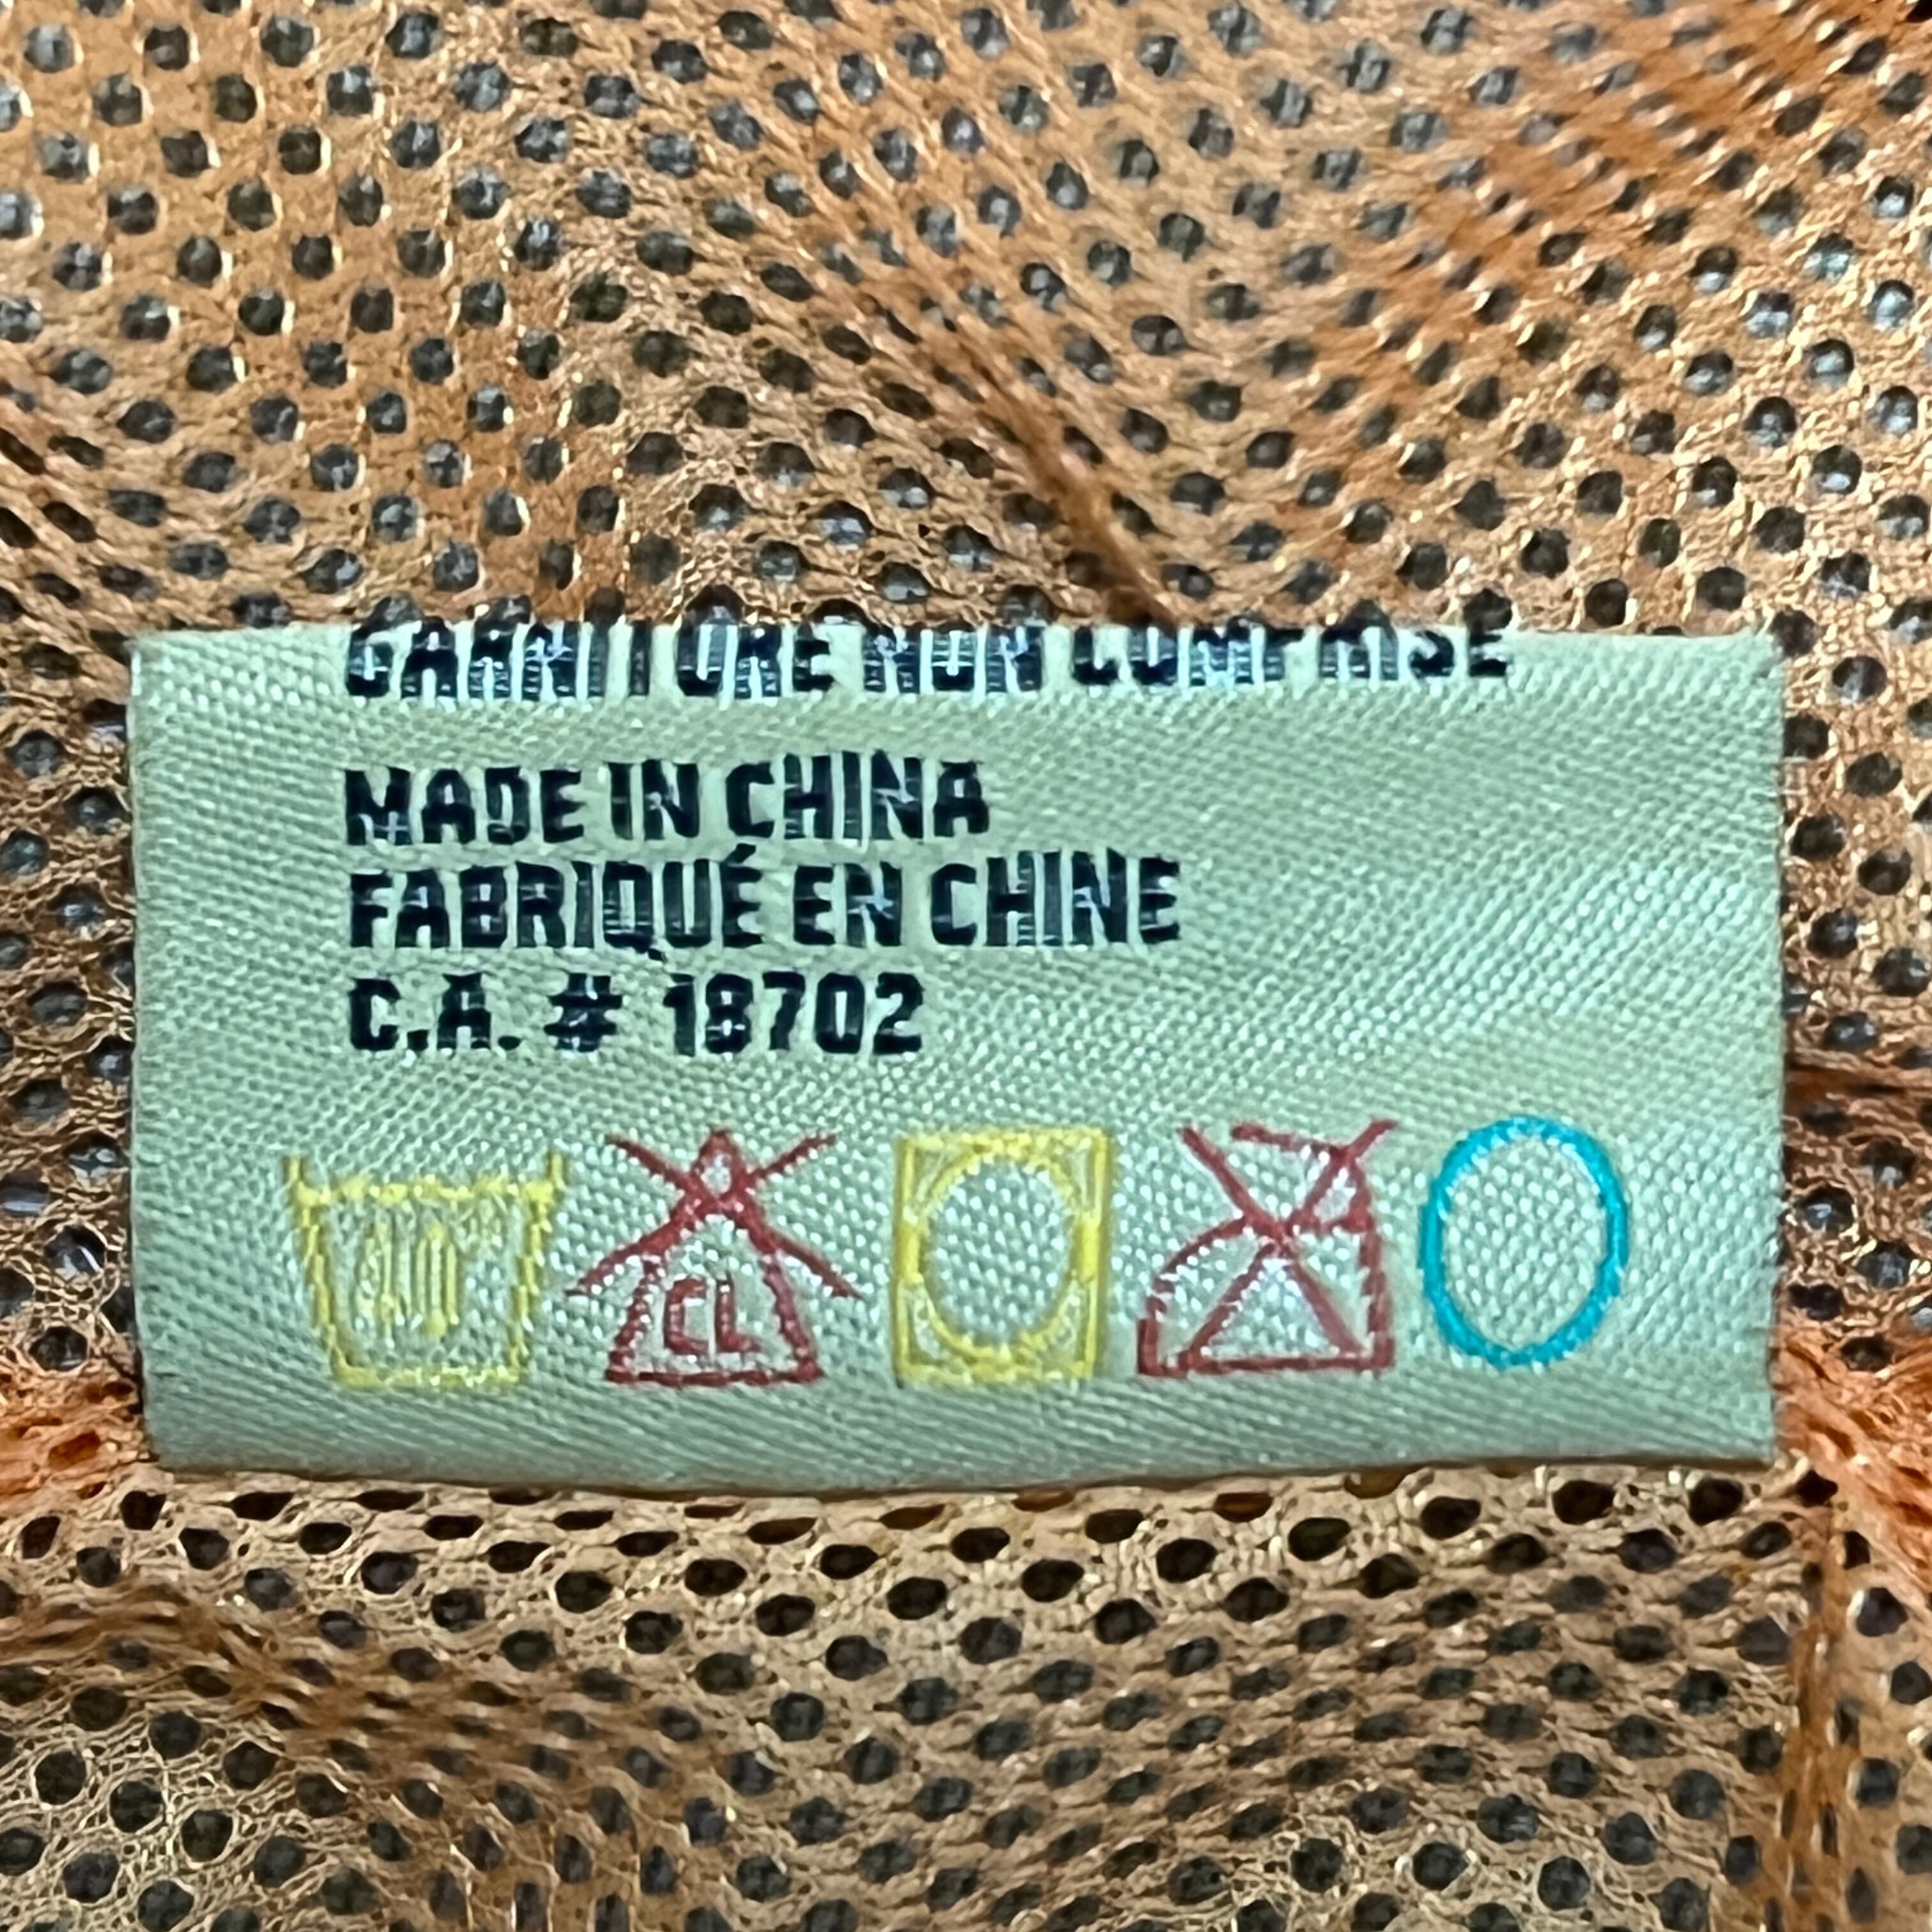 GARNITURE NON COMPRISE
MADE IN CHINA
FABRIQUÉ EN CHINE
C.A. # 18702
CL